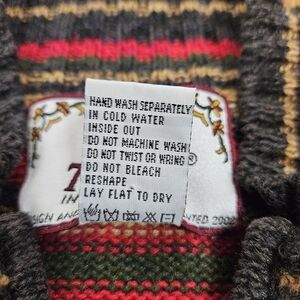 HAND WASH SEPARATELY
IN COLD WATER
INSIDE OUT
DO NOT MACHINE WASH
DO NOT TWIST OR WRING
DO NOT BLEACH
RESHAPE
LAY FLAT TO DRY
®